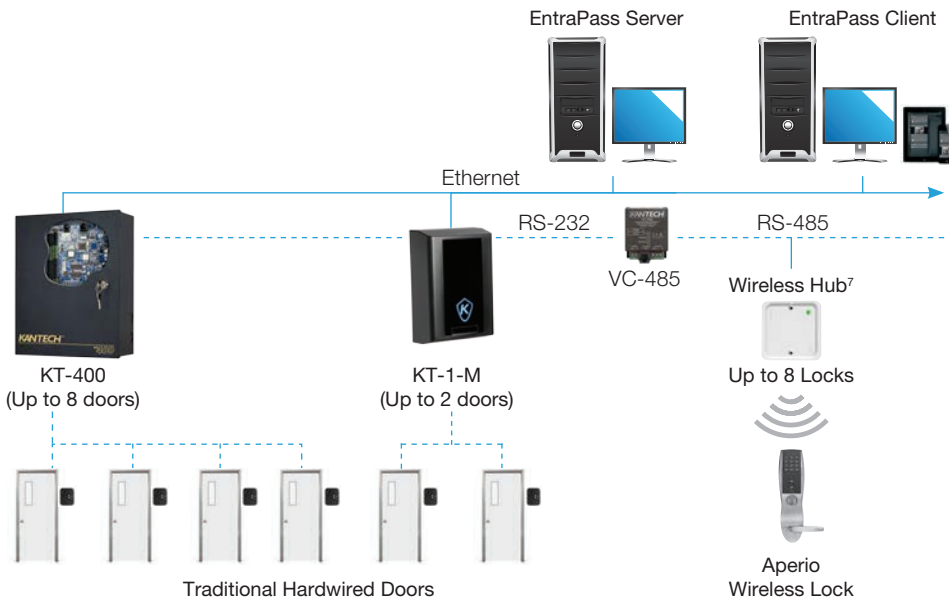 EntraPass Server
EntraPass Client
Ethernet
RS-232
RS-485
KANTECH
VC-485
Wireless Hub7
KANTECH
400
K
KT-400
(Up to 8 doors)
KT-1-M
(Up to 2 doors)
Up to 8 Locks
Traditional Hardwired Doors
Aperio
Wireless Lock